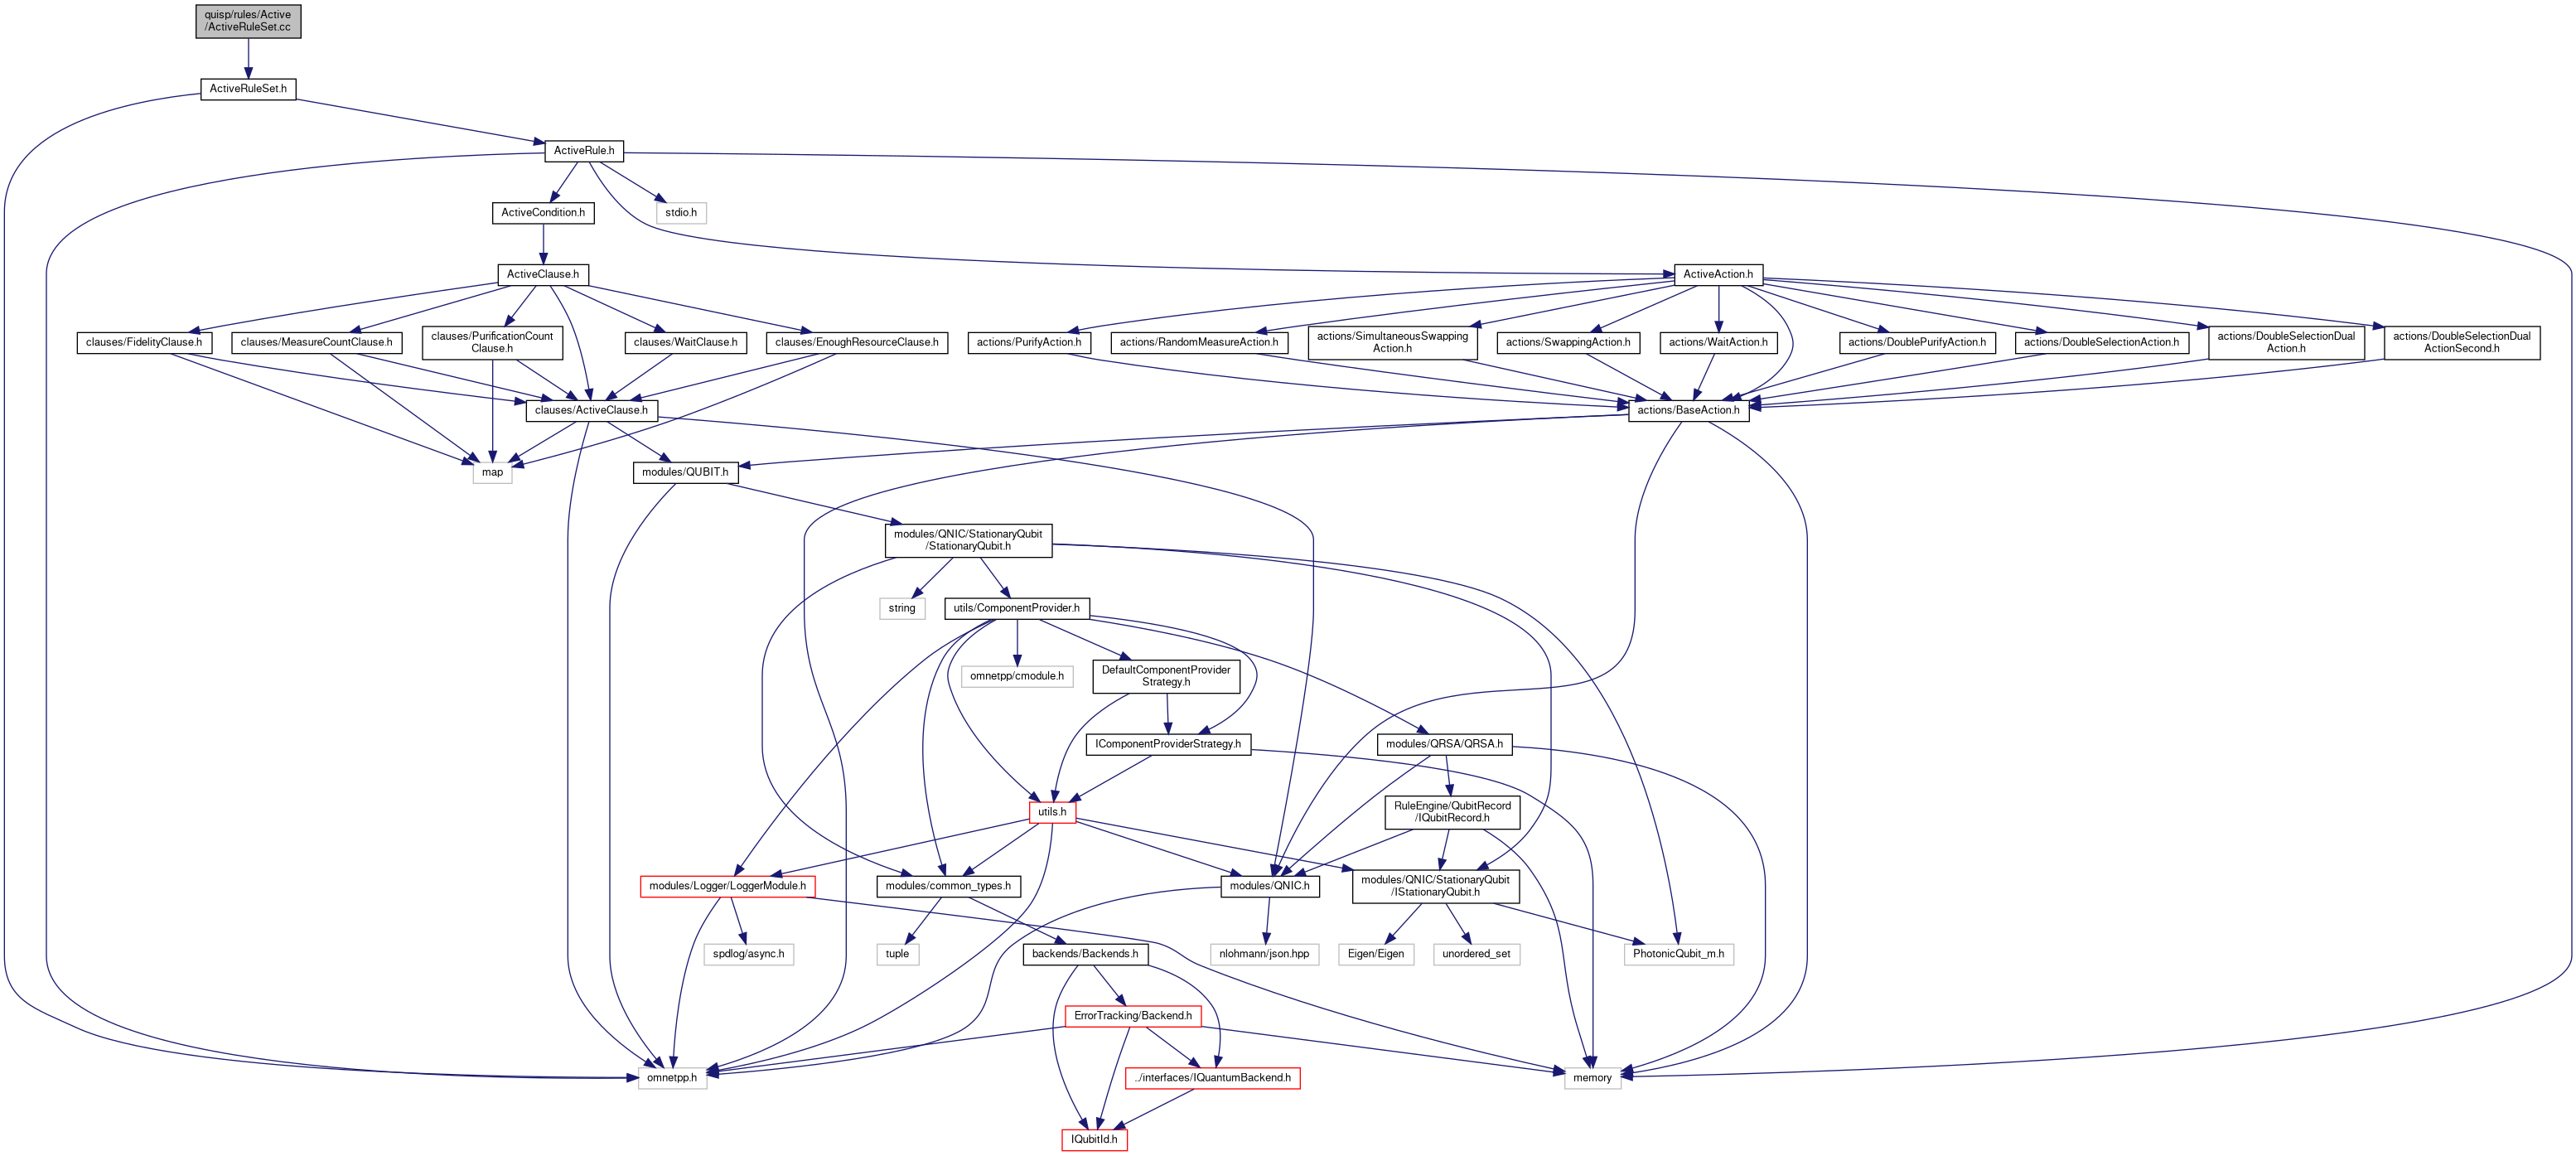 quisp/rules/Active
/ActiveRuleSet.cc
ActiveRuleSet.h
ActiveRule.h
ActiveCondition.h
stdio.h
ActiveClause.h
ActiveAction.h
clauses/FidelityClause.h
clauses/MeasureCountClause.h
clauses/PurificationCount
Clause.h
clauses/WaitClause.h
clauses/EnoughResourceClause.h
actions/PurifyAction.h
actions/RandomMeasureAction.h
actions/SimultaneousSwapping
Action.h
actions/SwappingAction.h
actions/WaitAction.h
actions/DoublePurifyAction.h
actions/DoubleSelectionAction.h
actions/DoubleSelectionDual
Action.h
actions/DoubleSelectionDual
ActionSecond.h
clauses/ActiveClause.h
actions/BaseAction.h
map
modules/QUBIT.h
modules/QNIC/StationaryQubit
/StationaryQubit.h
string
utils/ComponentProvider.h
omnetpp/cmodule.h
DefaultComponentProvider
Strategy.h
IComponentProviderStrategy.h
modules/QRSA/QRSA.h
utils.h
RuleEngine/QubitRecord
/IQubitRecord.h
modules/Logger/LoggerModule.h
modules/common_types.h
modules/QNIC.h
modules/QNIC/StationaryQubit
/IStationaryQubit.h
spdlog/async.h
tuple
backends/Backends.h
nlohmann/json.hpp
Eigen/Eigen
unordered_set
PhotonicQubit_m.h
ErrorTracking/Backend.h
omnetpp.h
../interfaces/IQuantumBackend.h
memory
IQubitId.h